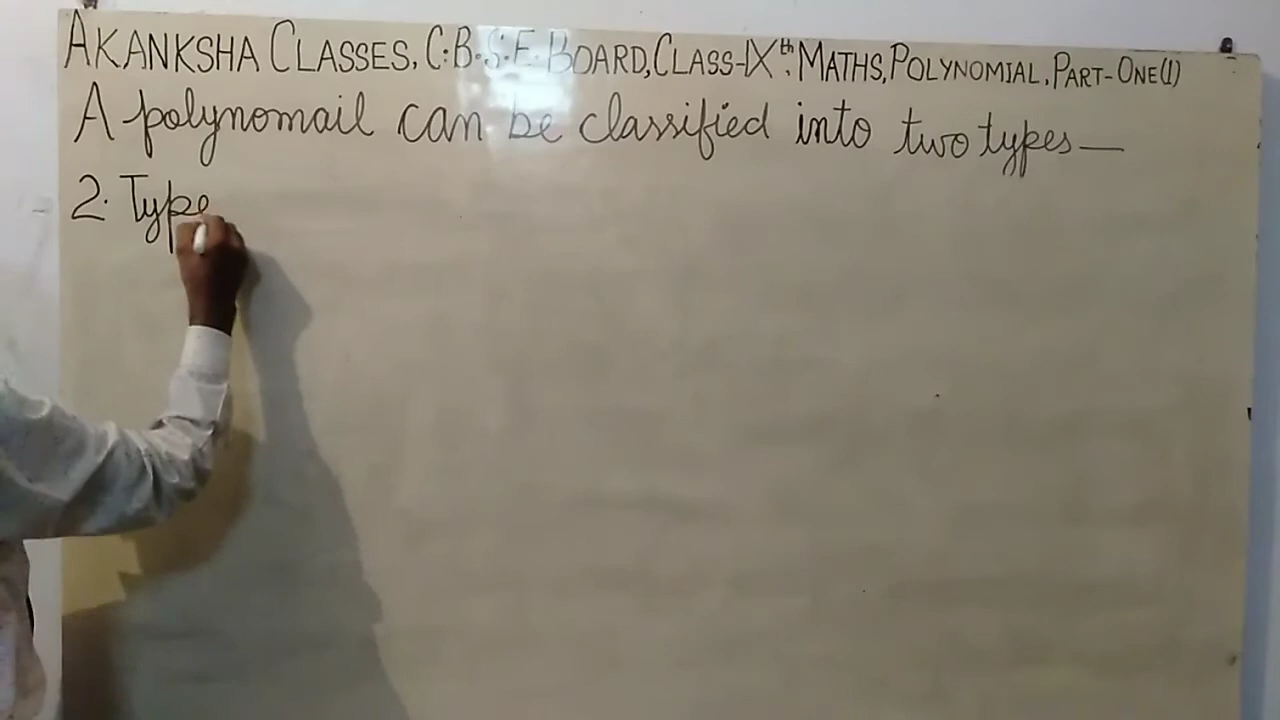 AKANKSHA CLASSES, C.B.S.E. BOARD, CLASS-IXth. MATHS, POLYNOMIAL, PART-ONE(1)
A polynomail can be classified into two types—
2. Type